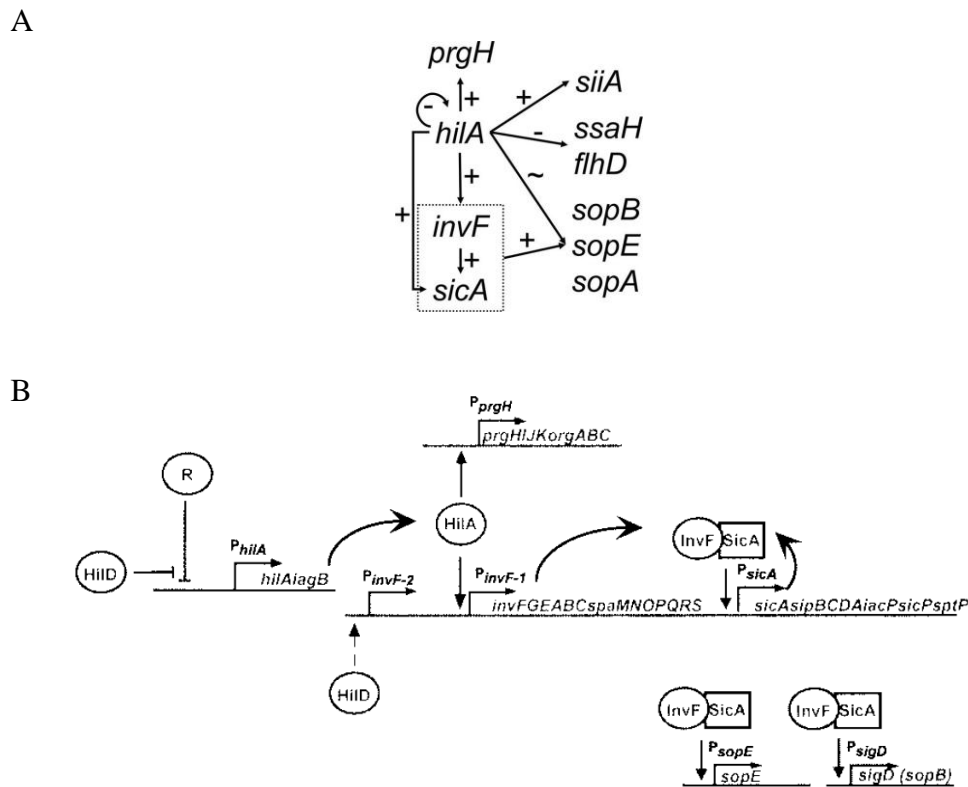 A
prgH
siiA
+
+
-
hilA
-
ssaH
flhD
~
+
+
invF
sopB
+
+
sopE
sicA
sopA
B
PprgH
prgHIJKorgABC
R
HilA
InvF SicA
PhilA
HilD
hilAiagB
PinvF-2
PinvF-1
PsicA
invFGEABCspaMNOPQRS
sicAsipBCDAiacPsicPsptP
HilD
InvF SicA
InvF SicA
PsopE
PsigD
sopE
sigD (sopB)